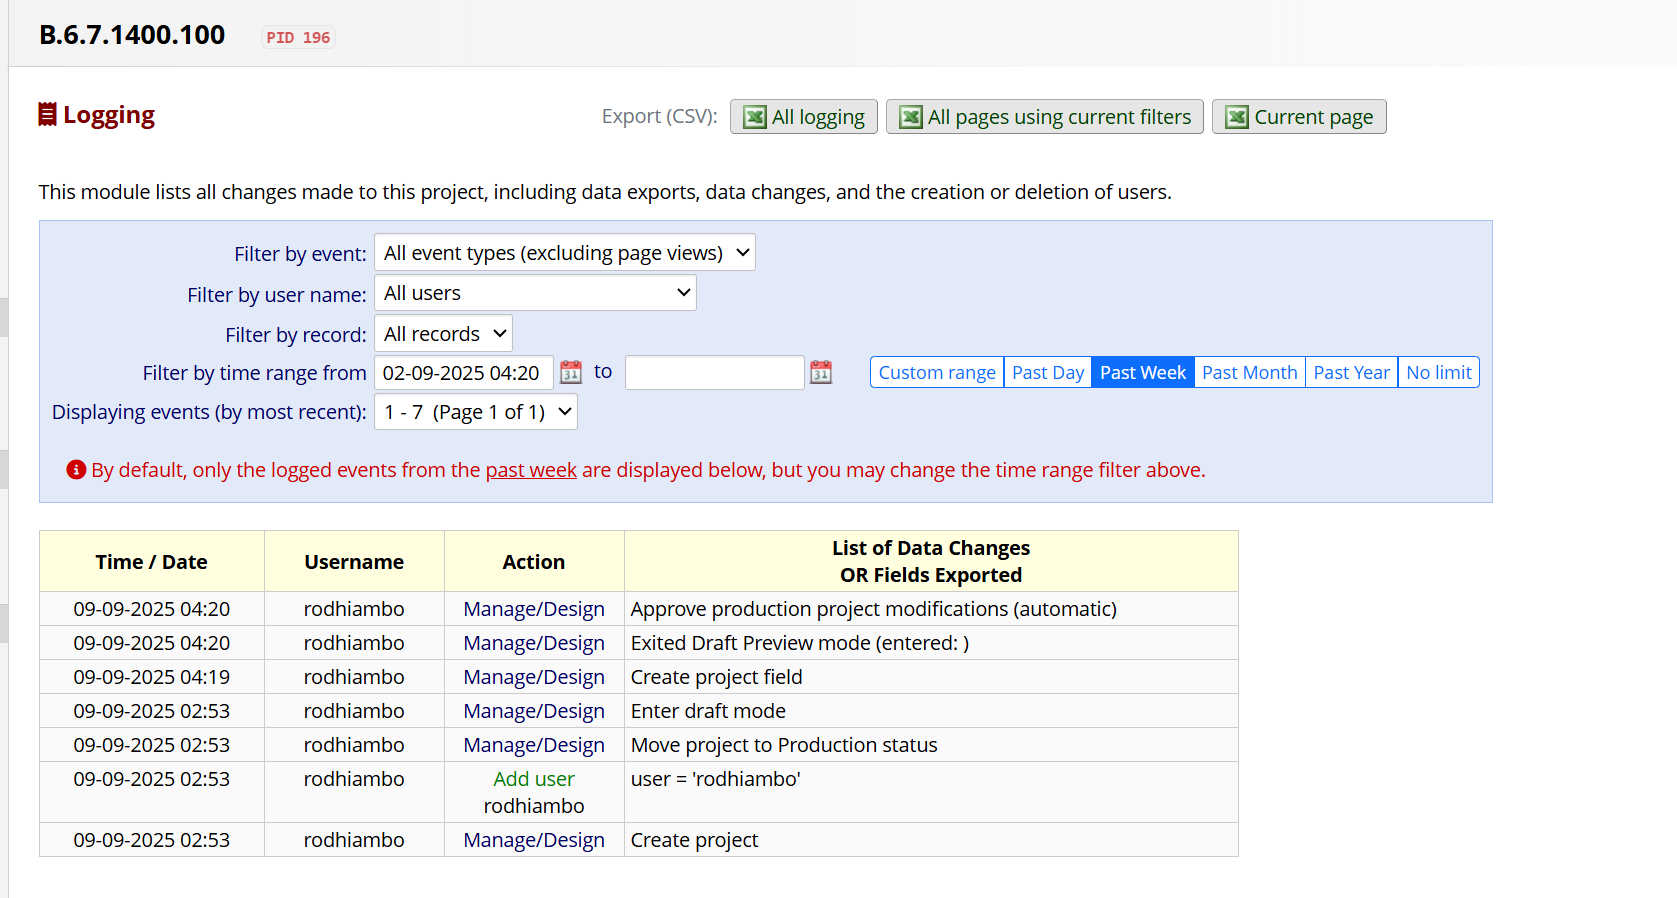 B.6.7.1400.100 PID 196
Logging Export (CSV): All logging All pages using current filters Current page
This module lists all changes made to this project, including data exports, data changes, and the creation or deletion of users.
Filter by event: All event types (excluding page views)
Filter by user name: All users
Filter by record: All records
Filter by time range from 02-09-2025 04:20 31 to 31 Custom range Past Day Past Week Past Month Past Year No limit
Displaying events (by most recent): 1 - 7 (Page 1 of 1)
By default, only the logged events from the past week are displayed below, but you may change the time range filter above.
Time / Date Username Action List of Data Changes
OR Fields Exported
09-09-2025 04:20 rodhiambo Manage/Design Approve production project modifications (automatic)
09-09-2025 04:20 rodhiambo Manage/Design Exited Draft Preview mode (entered: )
09-09-2025 04:19 rodhiambo Manage/Design Create project field
09-09-2025 02:53 rodhiambo Manage/Design Enter draft mode
09-09-2025 02:53 rodhiambo Manage/Design Move project to Production status
09-09-2025 02:53 rodhiambo Add user user = 'rodhiambo'
rodhiambo
09-09-2025 02:53 rodhiambo Manage/Design Create project